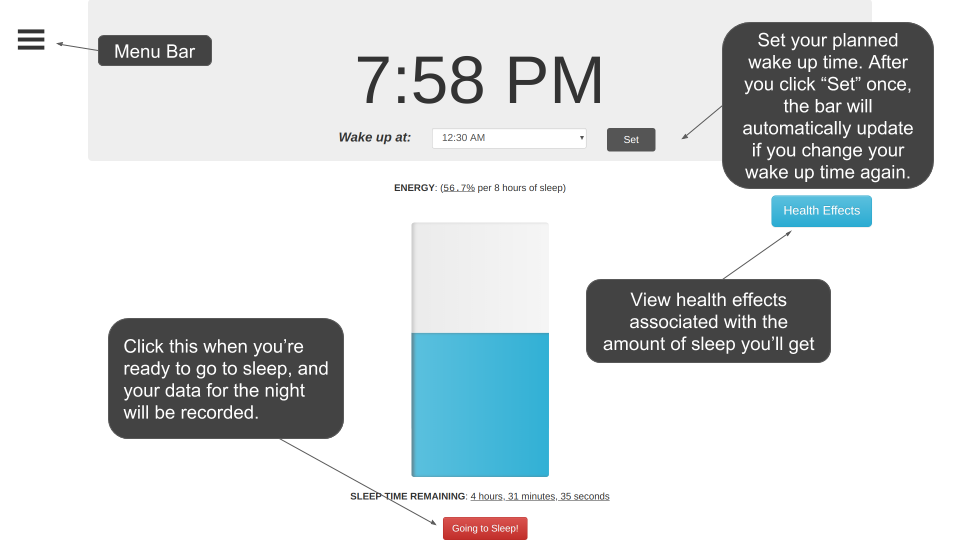 Menu Bar
7:58 PM
Wake up at:
12:30 AM
Set
Set your planned
wake up time. After
you click “Set” once,
the bar will
automatically update
if you change your
wake up time again.
ENERGY: (56.7% per 8 hours of sleep)
Health Effects
View health effects
associated with the
amount of sleep you’ll get
Click this when you’re
ready to go to sleep, and
your data for the night
will be recorded.
SLEEP TIME REMAINING: 4 hours, 31 minutes, 35 seconds
Going to Sleep!